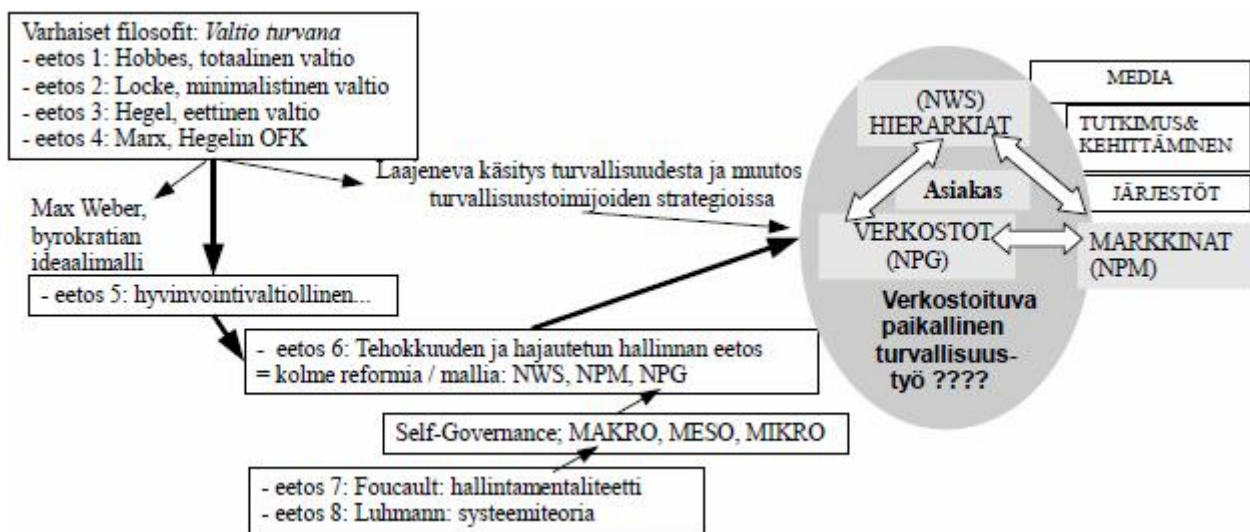 Varhaiset filosofit: Valtio turvana
- eetos 1: Hobbes, totaalinen valtio
- eetos 2: Locke, minimalistinen valtio
- eetos 3: Hegel, eettinen valtio
- eetos 4: Marx, Hegelin OFK
Max Weber,
byrokratian
ideaalimalli
Laajeneva käsitys turvallisuudesta ja muutos
turvallisuustoimijoiden strategioissa
- eetos 5: hyvinvointivaltiollinen...
- eetos 6: Tehokkuuden ja hajautetun hallinnan eetos
= kolme reformia / mallia: NWS, NPM, NPG
Self-Governance; MAKRO, MESO, MIKRO
- eetos 7: Foucault: hallintamentaliteetti
- eetos 8: Luhmann: systeemiteoria
(NWS)
HIERARKIAT
Asiakas
VERKOSTOT
(NPG)
MARKKINAT
(NPM)
Verkostoituva
paikallinen
turvallisuus-
työ ????
MEDIA
TUTKIMUS&
KEHITTÄMINEN
JÄRJESTÖT